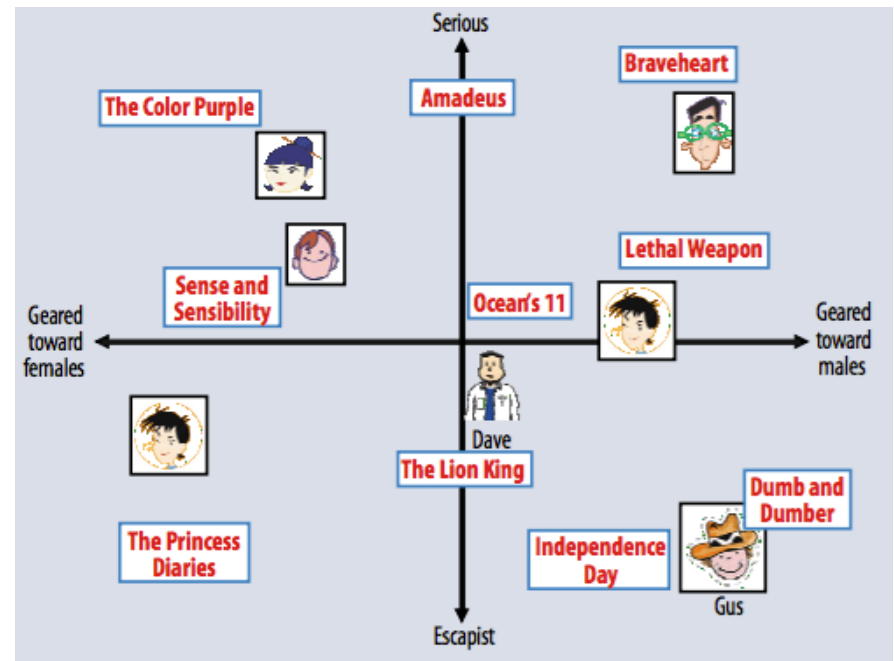 Serious
Braveheart
The Color Purple
Amadeus
Lethal Weapon
Sense and
Sensibility
Ocean's 11
Geared
toward
females
Geared
toward
males
Dave
The Lion King
Dumb and
Dumber
The Princess
Diaries
Independence
Day
Gus
Escapist